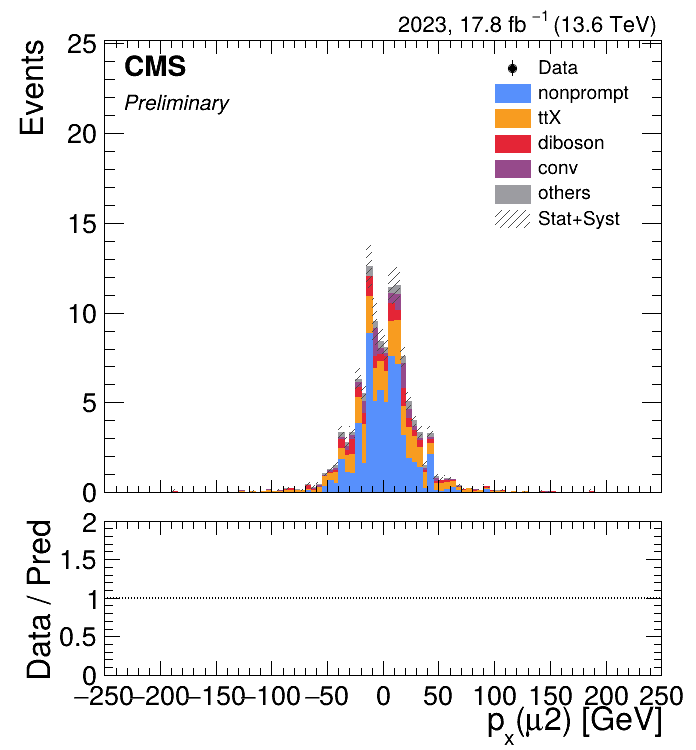 2023, 17.8 fb⁻¹ (13.6 TeV)
CMS
Preliminary
Data
nonprompt
ttX
diboson
conv
others
Stat+Syst
Events
25
20
15
10
5
0
Data / Pred
2
1.5
1
0.5
0
−250 −200 −150 −100 −50 0 50 100 150 200 250
pₓ(μ2) [GeV]